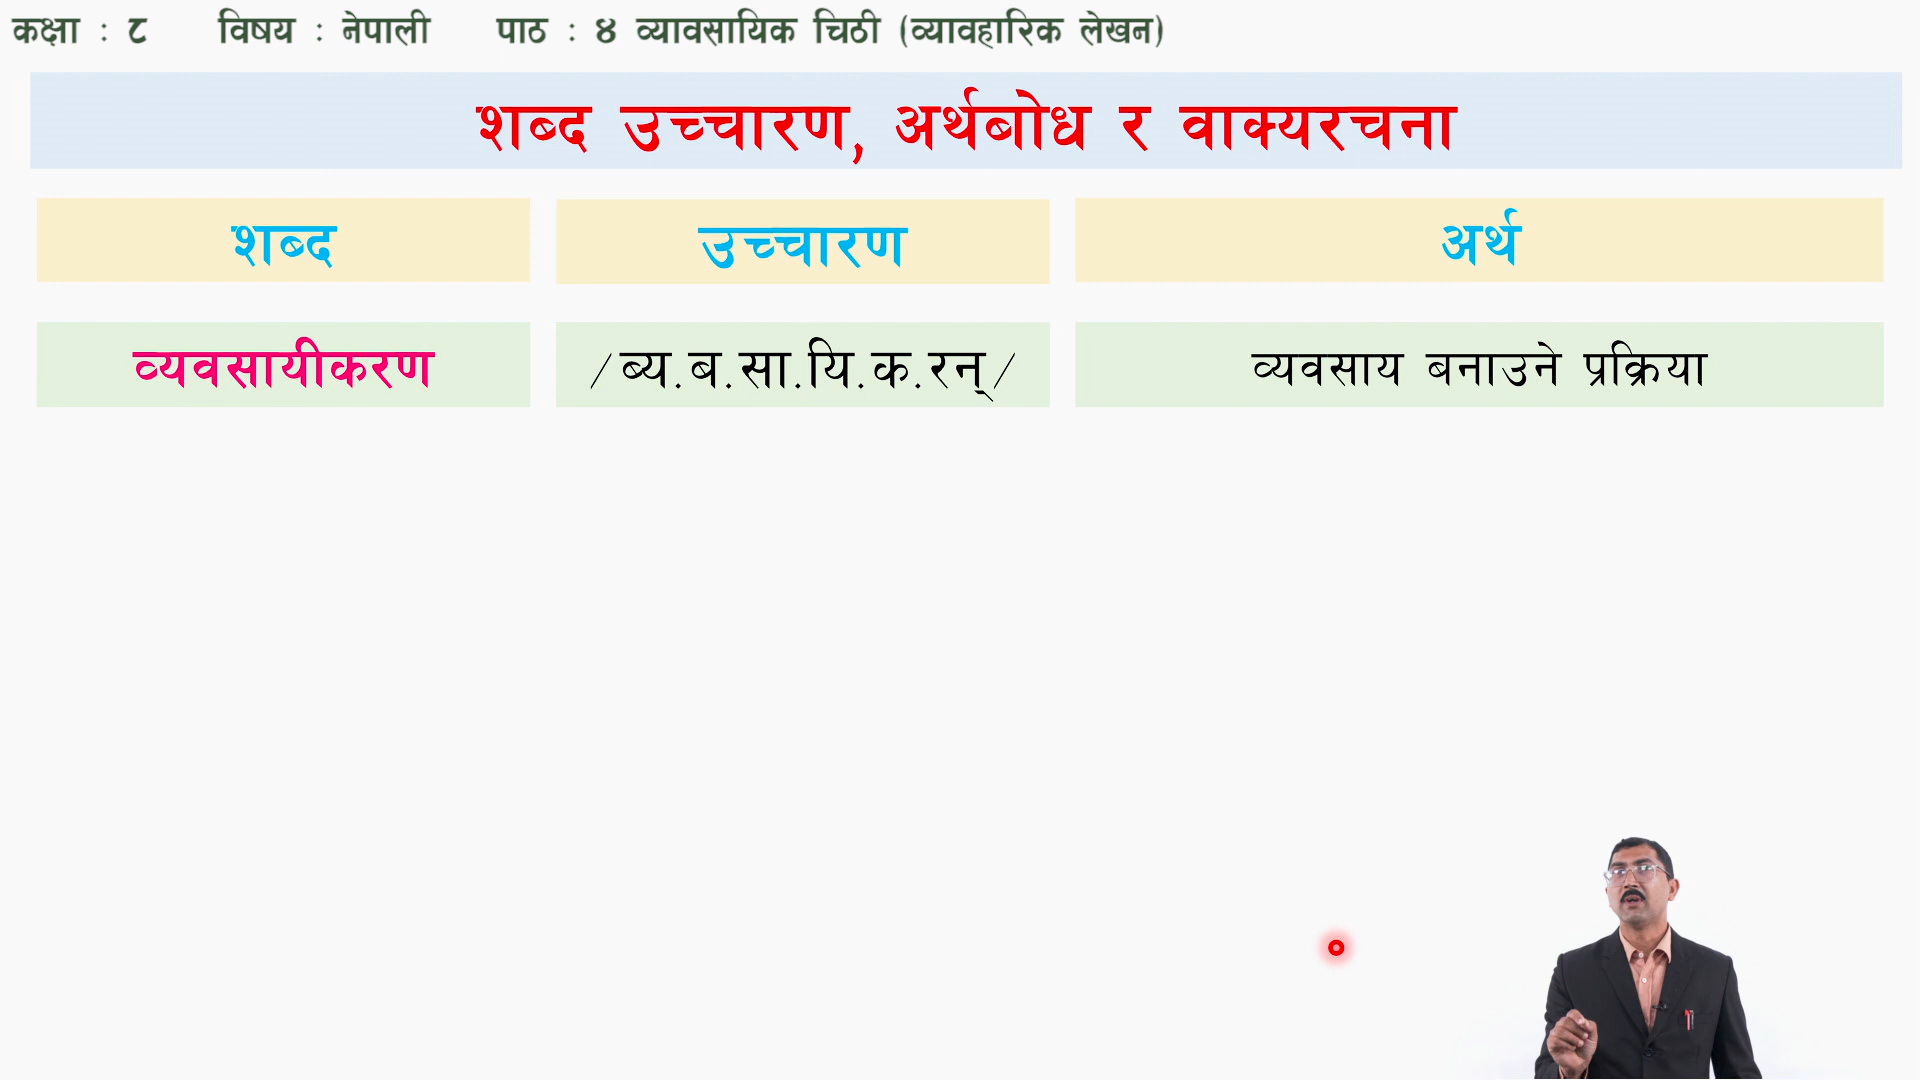 कक्षा : ८ विषय : नेपाली पाठ : ४ व्यावसायिक चिठी (व्यावहारिक लेखन)
शब्द उच्चारण, अर्थबोध र वाक्यरचना
शब्द उच्चारण अर्थ
व्यवसायीकरण /ब्य.ब.सा.यि.क.रन्/ व्यवसाय बनाउने प्रक्रिया